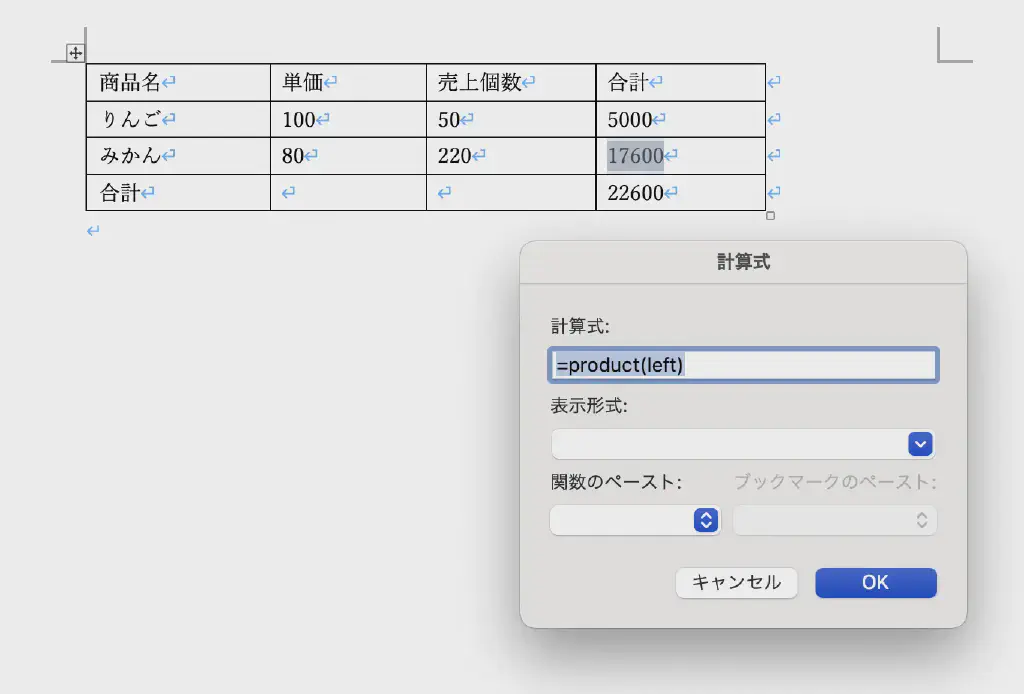 商品名 単価 売上個数 合計
りんご 100 50 5000
みかん 80 220 17600
合計 22600
計算式
計算式:
=product(left)
表示形式:
関数のペースト: ブックマークのペースト:
キャンセル OK